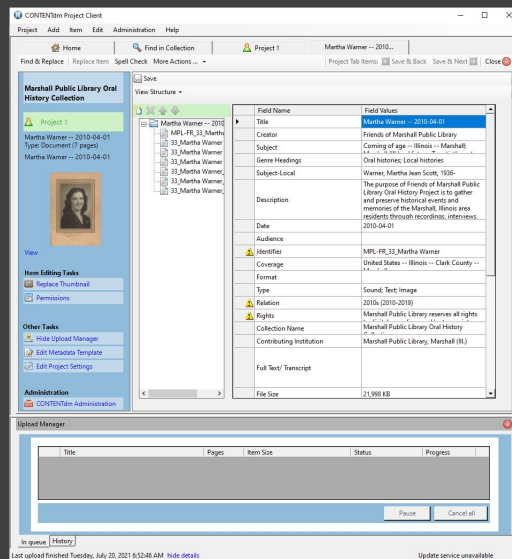 CONTENTdm Project Client
Project Add Item Edit Administration Help
Home
Find in Collection
Project 1
Martha Warner -- 2010...
Find & Replace | Replace Item Spell Check More Actions ...
Project Tab Items: Save & Back Save & Next Close
Marshall Public Library Oral
History Collection
Project 1
Martha Warner -- 2010-04-01
Type: Document (7 pages)
Martha Warner -- 2010-04-01
View
Item Editing Tasks
Replace Thumbnail
Permissions
Other Tasks
Hide Upload Manager
Edit Metadata Template
Edit Project Settings
Administration
CONTENTdm Administration
Save
View Structure
Martha Warner -- 2010
MPL-FR_33_Martha
33_Martha Warner
33_Martha Warner
33_Martha Warner
33_Martha Warner
33_Martha Warner
33_Martha Warner
Field Name Field Values
Title Martha Warner -- 2010-04-01
Creator Friends of Marshall Public Library
Subject Coming of age -- Illinois -- Marshall;
Genre Headings Oral histories; Local histories
Subject-Local Warner, Martha Jean Scott, 1936-
Description The purpose of Friends of Marshall Public
Library Oral History Project is to gather
and preserve historical events and
memories of the Marshall, Illinois area
residents through recordings, interviews,
Date 2010-04-01
Audience
Identifier MPL-FR_33_Martha Warner
Coverage United States -- Illinois -- Clark County --
Format
Type Sound; Text; Image
Relation 2010s (2010-2019)
Rights Marshall Public Library reserves all rights
Collection Name Marshall Public Library Oral History
Contributing Institution Marshall Public Library, Marshall (Ill.)
Full Text/ Transcript
File Size 21,998 KB
Upload Manager
Title Pages Item Size Status Progress
Pause Cancel all
In queue History
Last upload finished Tuesday, July 20, 2021 6:52:46 AM hide details
Update service unavailable